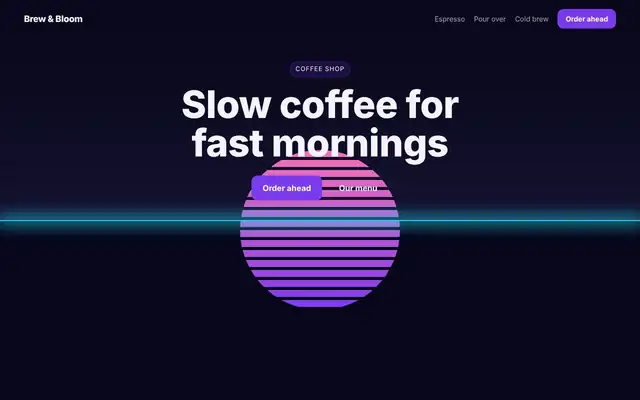 Brew & Bloom
Espresso Pour over Cold brew Order ahead
COFFEE SHOP
Slow coffee for
fast mornings
Order ahead Our menu